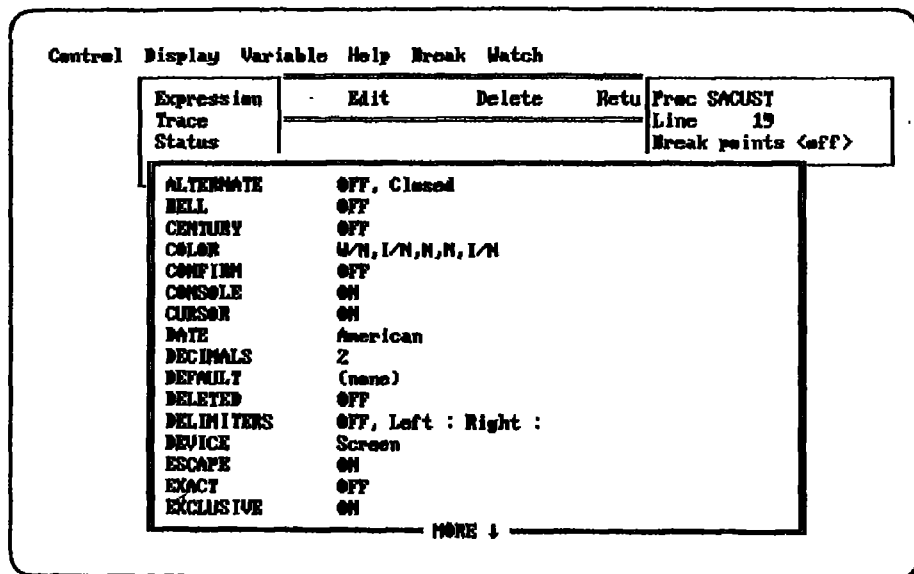 Control Display Variable Help Break Watch
Expression Edit Delete Retu Proc SACUST
Trace Line 19
Status Break points <off>
ALTERNATE OFF, Closed
BELL OFF
CENTURY OFF
COLOR W/N,I/N,N,N,I/N
CONFIRM OFF
CONSOLE ON
CURSOR ON
DATE American
DECIMALS 2
DEFAULT (none)
DELETED OFF
DELIMITERS OFF, Left : Right :
DEVICE Screen
ESCAPE ON
EXACT OFF
EXCLUSIVE ON
MORE ↓